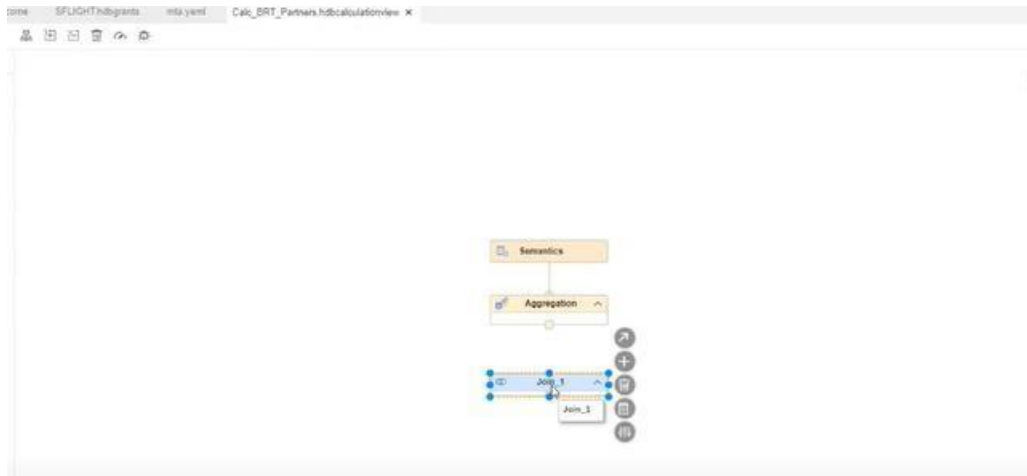 SFLIGHT.hdbgrants mta.yaml Calc_BRT_Partners.hdbcalculationview ×
Semantics
Aggregation
Join_1
Join_1